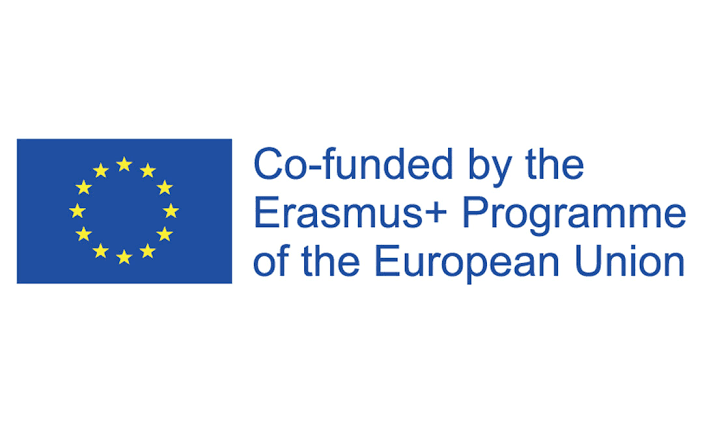 Co-funded by the
Erasmus+ Programme
of the European Union